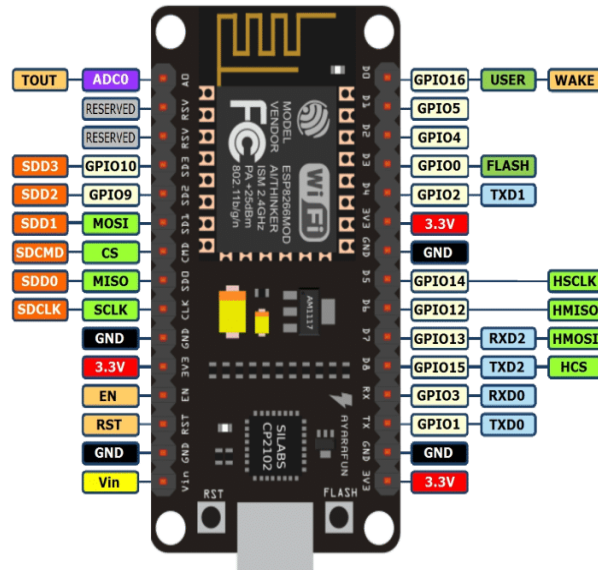 TOUT ADC0 A0
RESERVED RSV
RESERVED RSV
SDD3 GPIO10 S3
SDD2 GPIO9 S2
SDD1 MOSI SD1
SDCMD CS CMD
SDD0 MISO SD0
SDCLK SCLK CLK
GND GND
3.3V 3V3
EN EN
RST RST
GND GND
Vin Vin
MODEL
VENDOR
ESP8266MOD
AI/THINKER
ISM 2.4GHz
PA +25dBm
802.11b/g/n
FC
Wi Fi
AM1117
SILABS
CP2102
AYARAFUN
RST
FLASH
D0 GPIO16 USER WAKE
D1 GPIO5
D2 GPIO4
D3 GPIO0 FLASH
D4 GPIO2 TXD1
3V3 3.3V
GND GND
D5 GPIO14 HSCLK
D6 GPIO12 HMISO
D7 GPIO13 RXD2 HMOSI
D8 GPIO15 TXD2 HCS
RX GPIO3 RXD0
TX GPIO1 TXD0
GND GND
3V3 3.3V